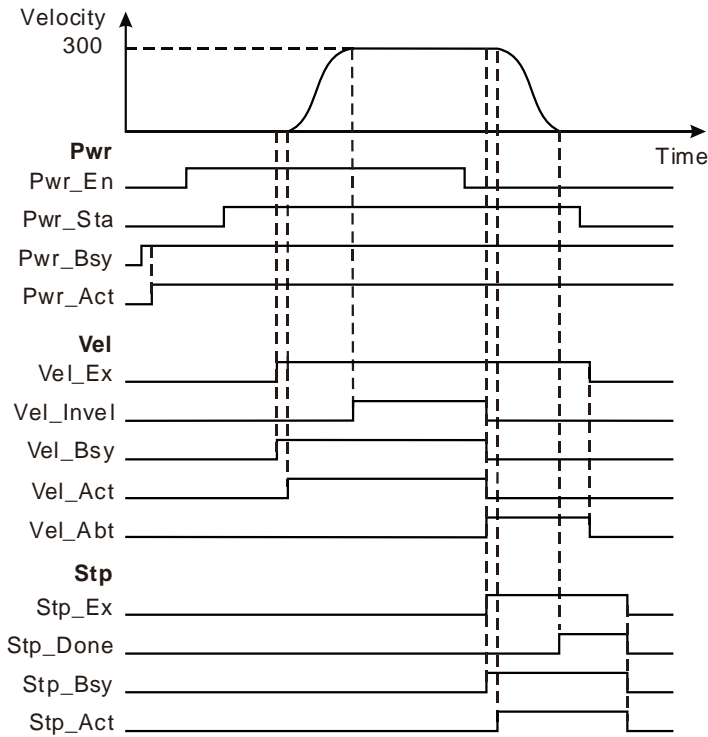 Velocity
300
Time
Pwr
Pwr_En
Pwr_Sta
Pwr_Bsy
Pwr_Act
Vel
Vel_Ex
Vel_Invel
Vel_Bsy
Vel_Act
Vel_Abt
Stp
Stp_Ex
Stp_Done
Stp_Bsy
Stp_Act